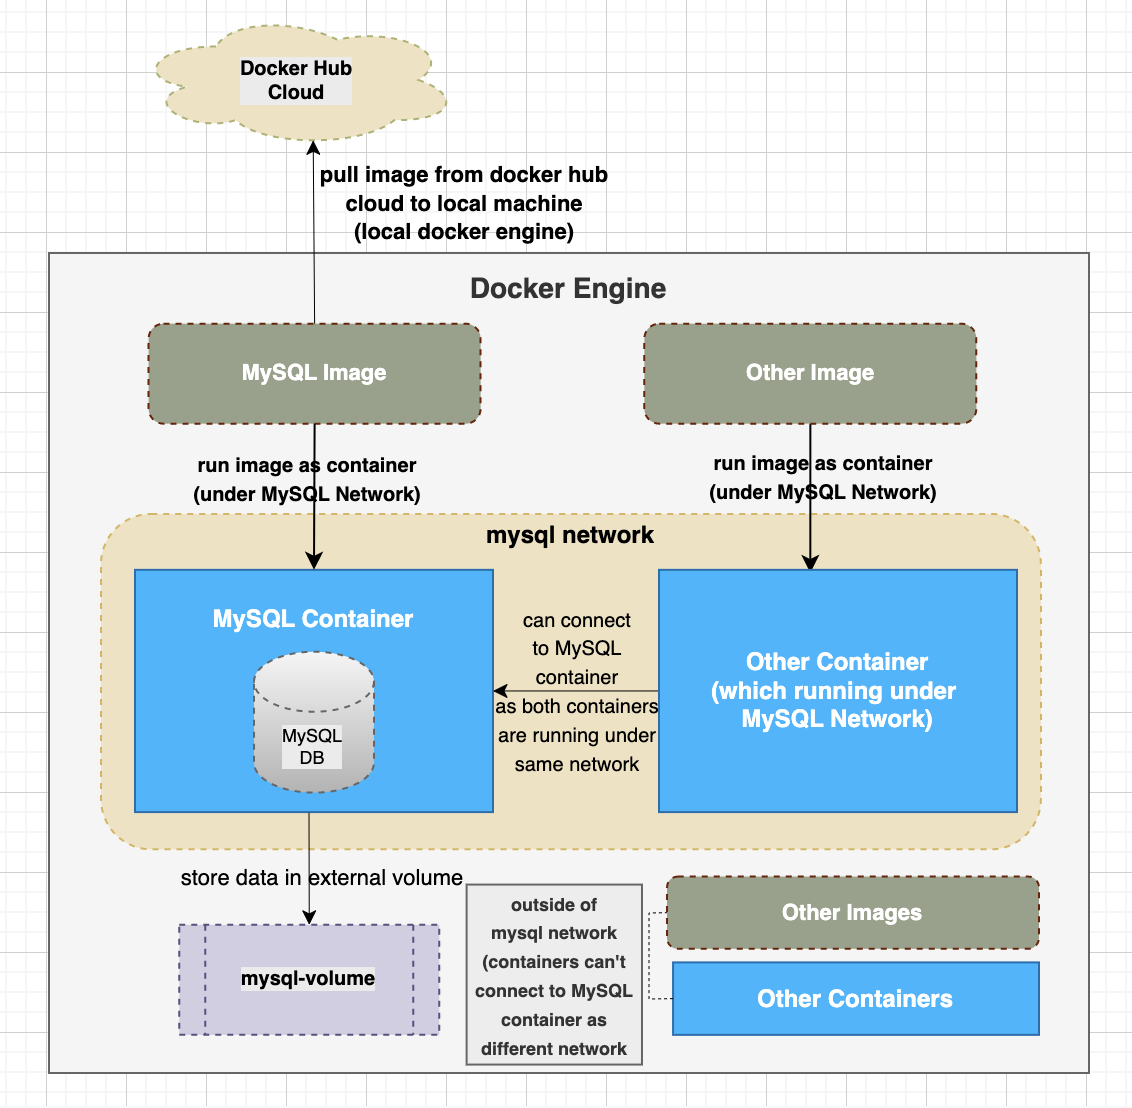 Docker Hub
Cloud
pull image from docker hub
cloud to local machine
(local docker engine)
Docker Engine
MySQL Image
Other Image
run image as container
(under MySQL Network)
run image as container
(under MySQL Network)
mysql network
MySQL Container
MySQL
DB
can connect
to MySQL
container
as both containers
are running under
same network
Other Container
(which running under
MySQL Network)
store data in external volume
mysql-volume
outside of
mysql network
(containers can't
connect to MySQL
container as
different network
Other Images
Other Containers